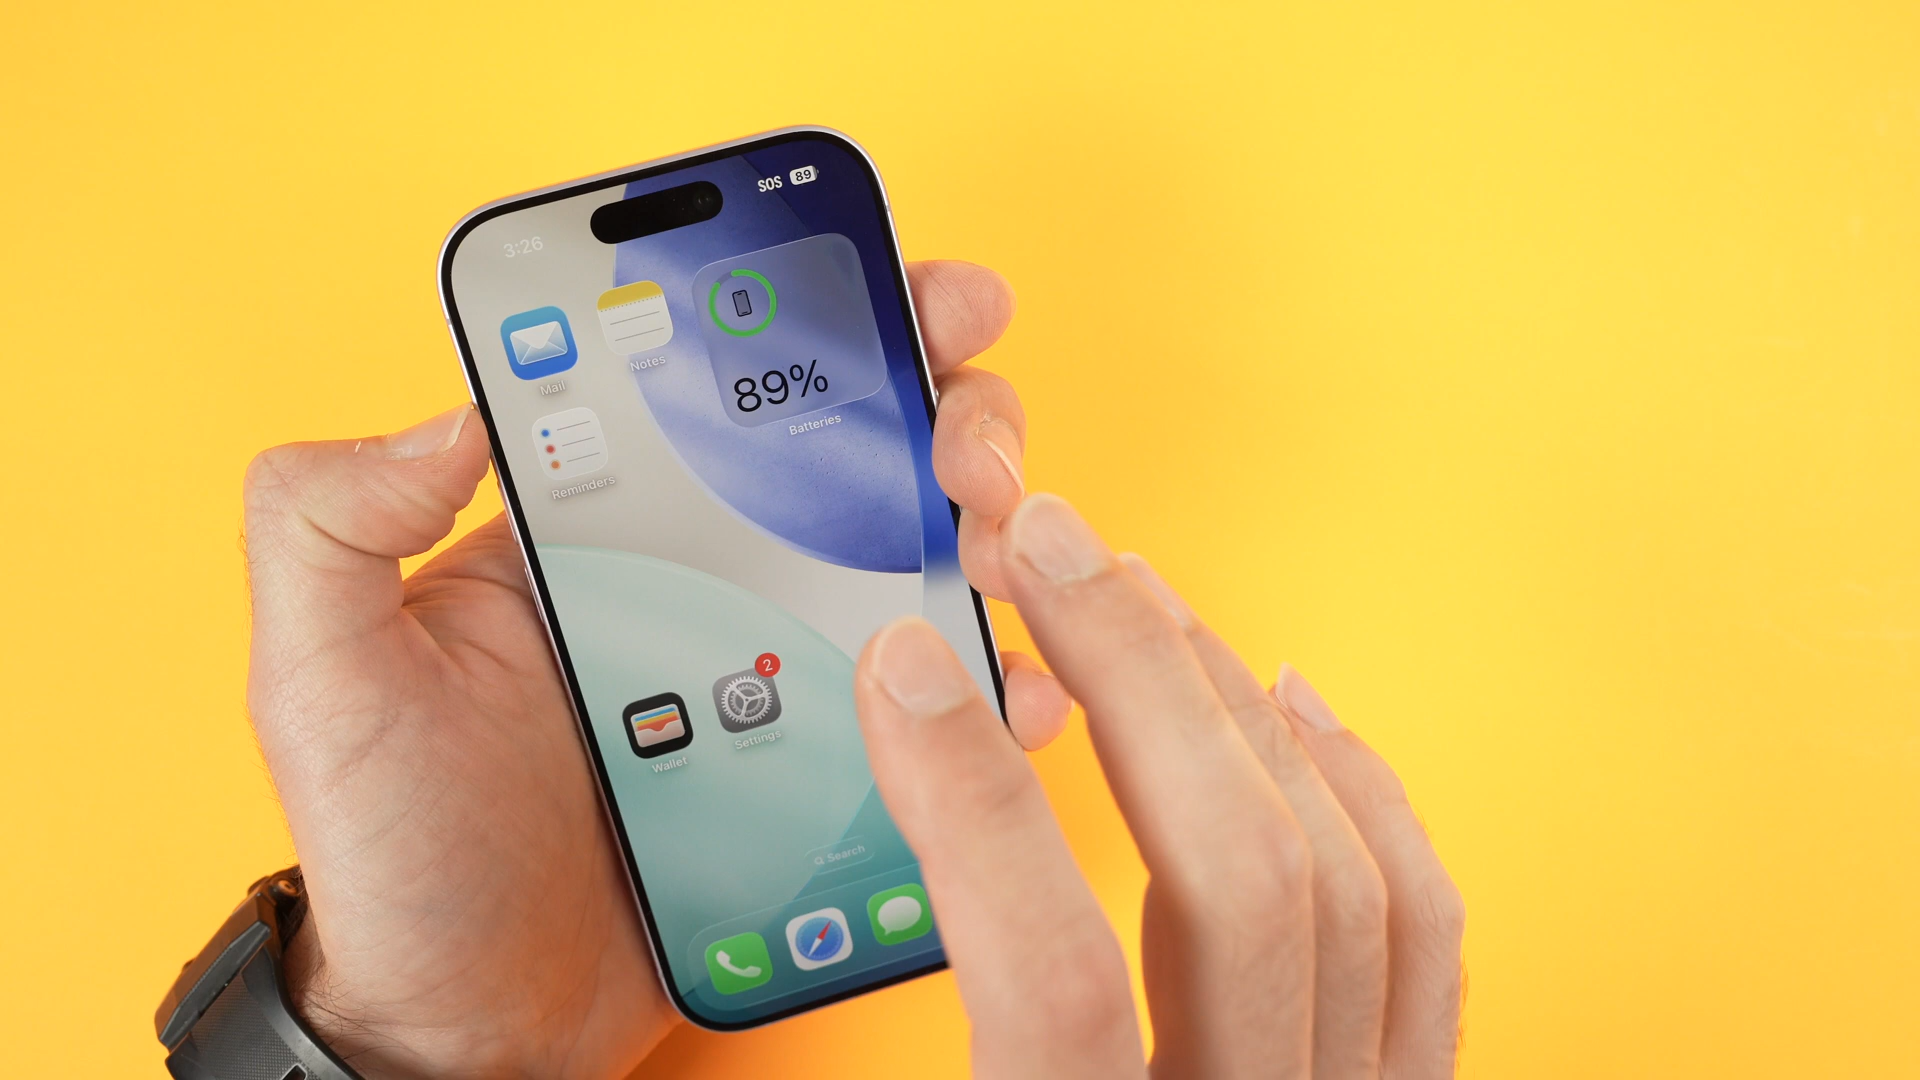 3:26
SOS 89
Mail
Notes
89%
Batteries
Reminders
2
Wallet
Settings
Search